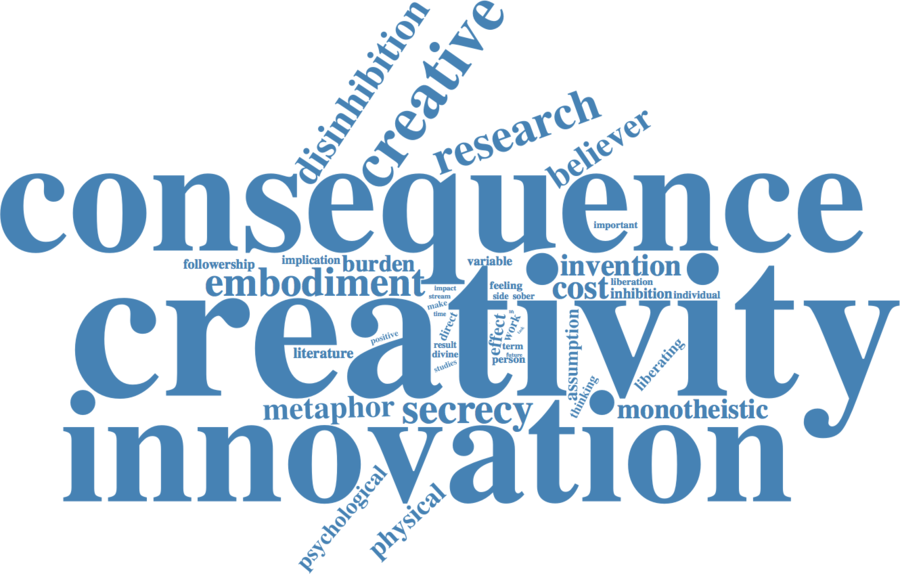 disinhibition
creative
research
believer
consequence
important
followership
implication
burden
variable
invention
embodiment
cost
liberation
inhibition
individual
impact
stream
make
time
feeling
side
sober
creativity
direct
positive
literature
result
divine
studies
effect
work
term
future
person
assumption
thinking
liberating
metaphor
secrecy
monotheistic
innovation
psychological
physical